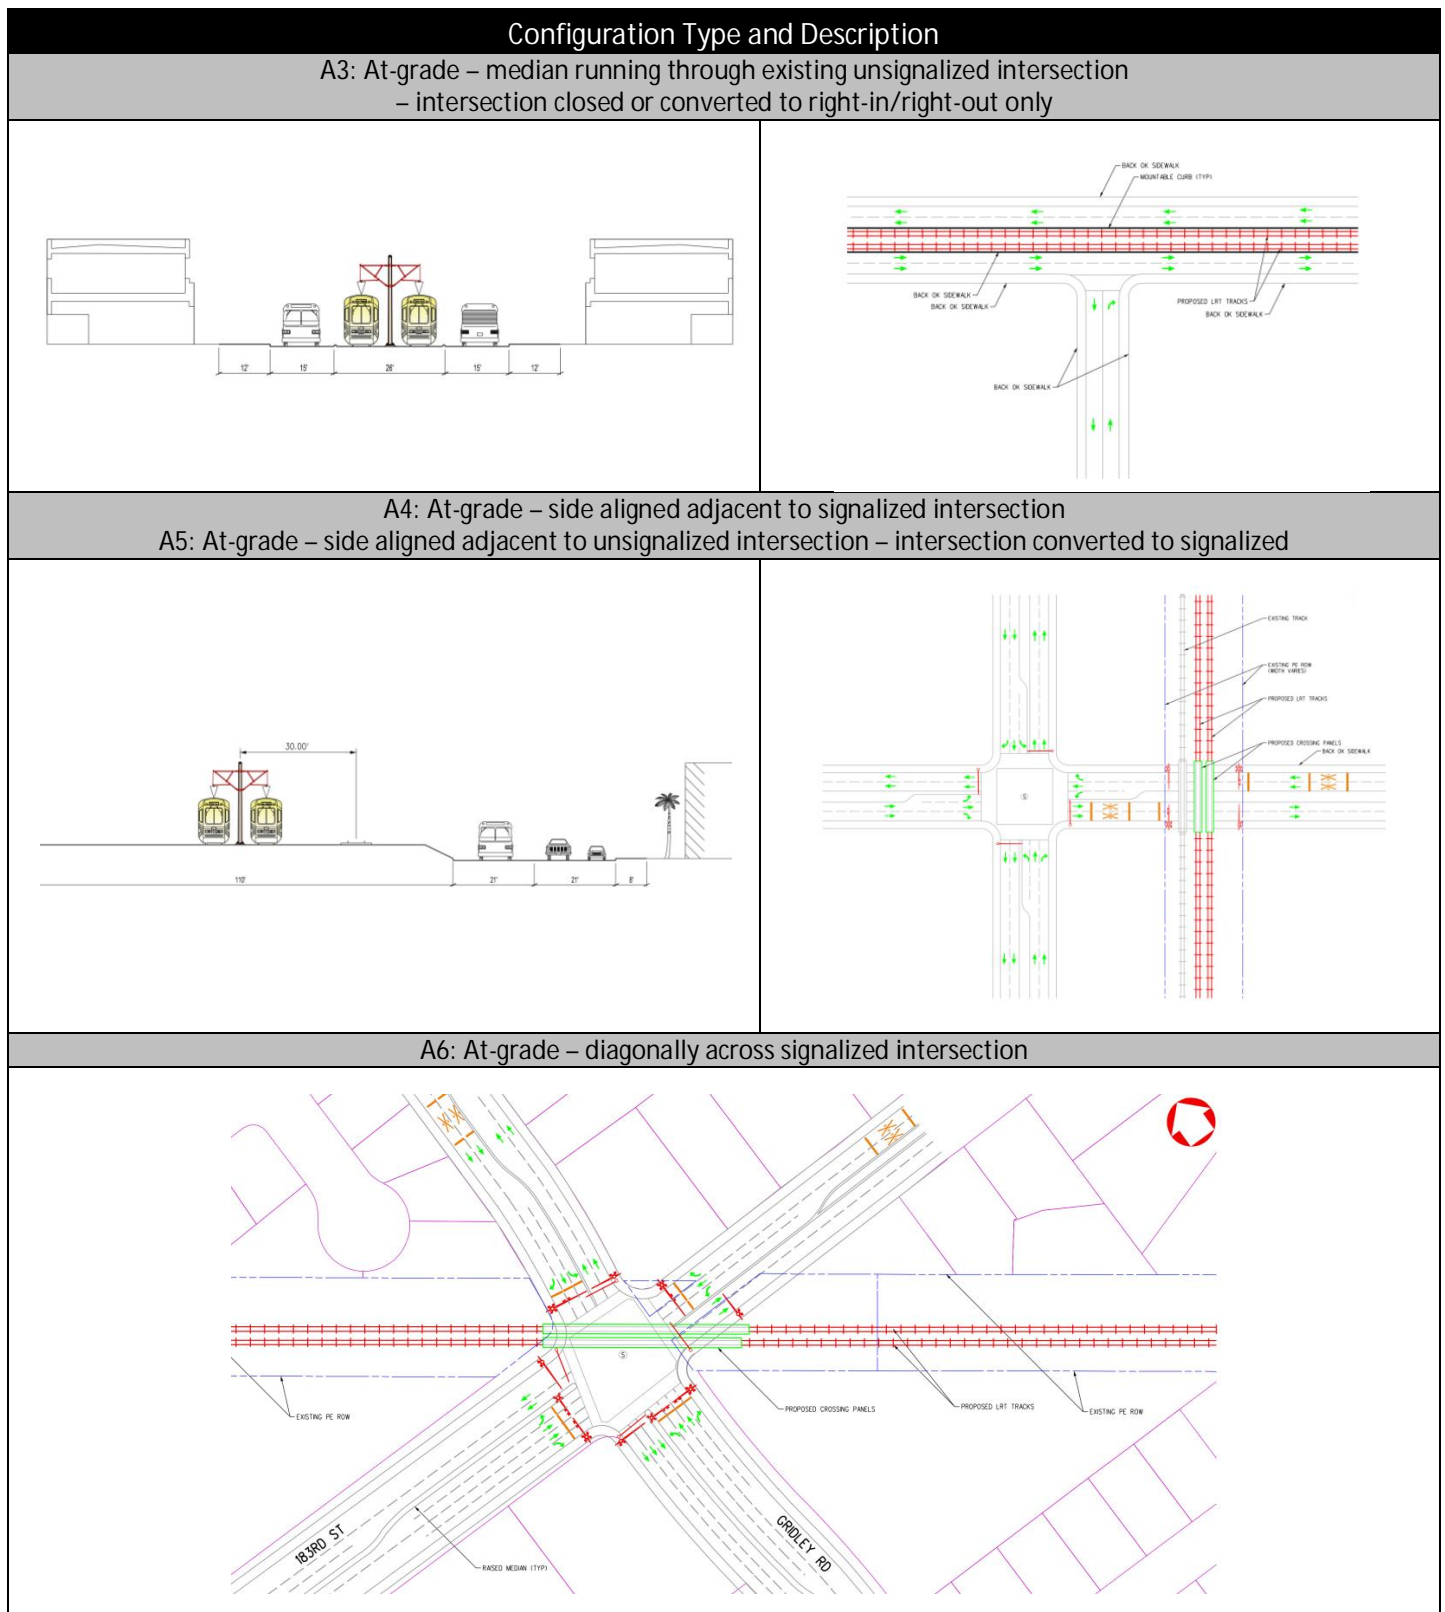 Configuration Type and Description
A3: At-grade – median running through existing unsignalized intersection
– intersection closed or converted to right-in/right-out only
12'
15'
26'
15'
12'
BACK OK SIDEWALK
MOUNTABLE CURB (TYP)
BACK OK SIDEWALK
BACK OK SIDEWALK
PROPOSED LRT TRACKS
BACK OK SIDEWALK
BACK OK SIDEWALK
A4: At-grade – side aligned adjacent to signalized intersection
A5: At-grade – side aligned adjacent to unsignalized intersection – intersection converted to signalized
30.00'
110'
21'
21'
8'
EXISTING TRACK
EXISTING PE ROW
(WIDTH VARIES)
PROPOSED LRT TRACKS
PROPOSED CROSSING PANELS
BACK OK SIDEWALK
S
A6: At-grade – diagonally across signalized intersection
S
EXISTING PE ROW
PROPOSED CROSSING PANELS
PROPOSED LRT TRACKS
EXISTING PE ROW
183RD ST
GRIDLEY RD
RAISED MEDIAN (TYP)